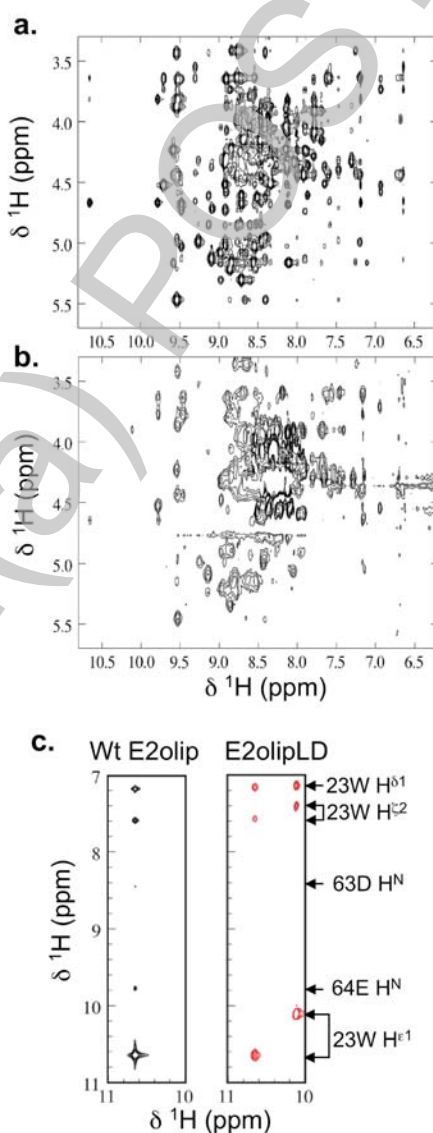 a.
3.5
4.0
4.5
5.0
5.5
δ ¹H (ppm)
10.5 10.0 9.5 9.0 8.5 8.0 7.5 7.0 6.5
b.
3.5
4.0
4.5
5.0
5.5
δ ¹H (ppm)
10.5 10.0 9.5 9.0 8.5 8.0 7.5 7.0 6.5
δ ¹H (ppm)
c.
Wt E2olip E2olipLD
7
8
9
10
11
δ ¹H (ppm)
23W Hδ1
23W Hζ2
63D Hᴺ
64E Hᴺ
23W Hε1
11 10 11 10
δ ¹H (ppm)
(a) POS